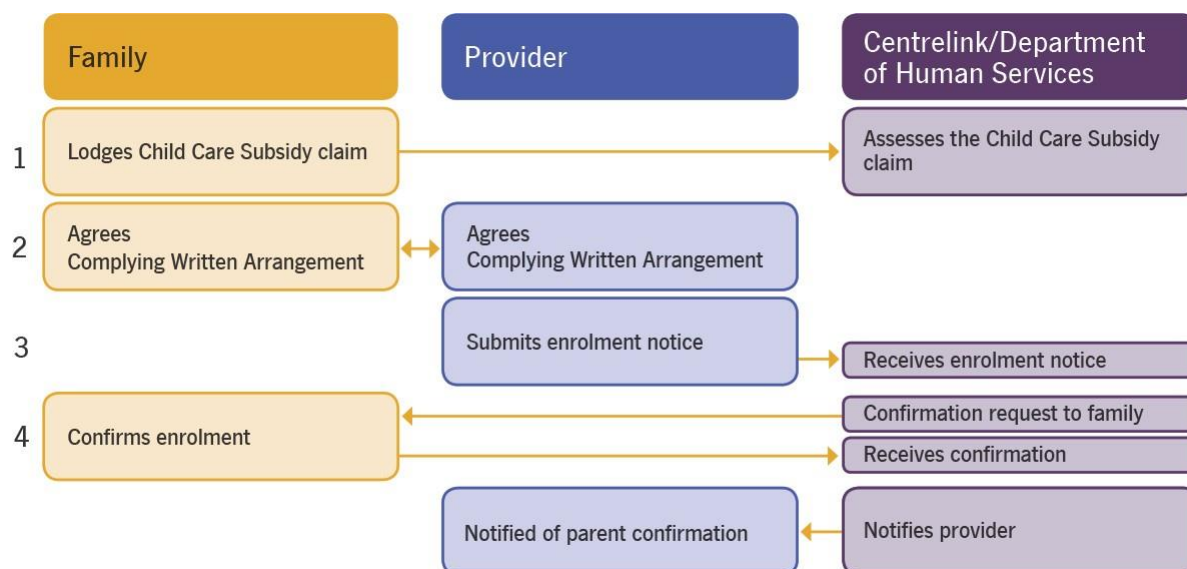 Family
Provider
Centrelink/Department
of Human Services
1
Lodges Child Care Subsidy claim
Assesses the Child Care Subsidy
claim
2
Agrees
Complying Written Arrangement
Agrees
Complying Written Arrangement
3
Submits enrolment notice
Receives enrolment notice
4
Confirms enrolment
Confirmation request to family
Receives confirmation
Notified of parent confirmation
Notifies provider